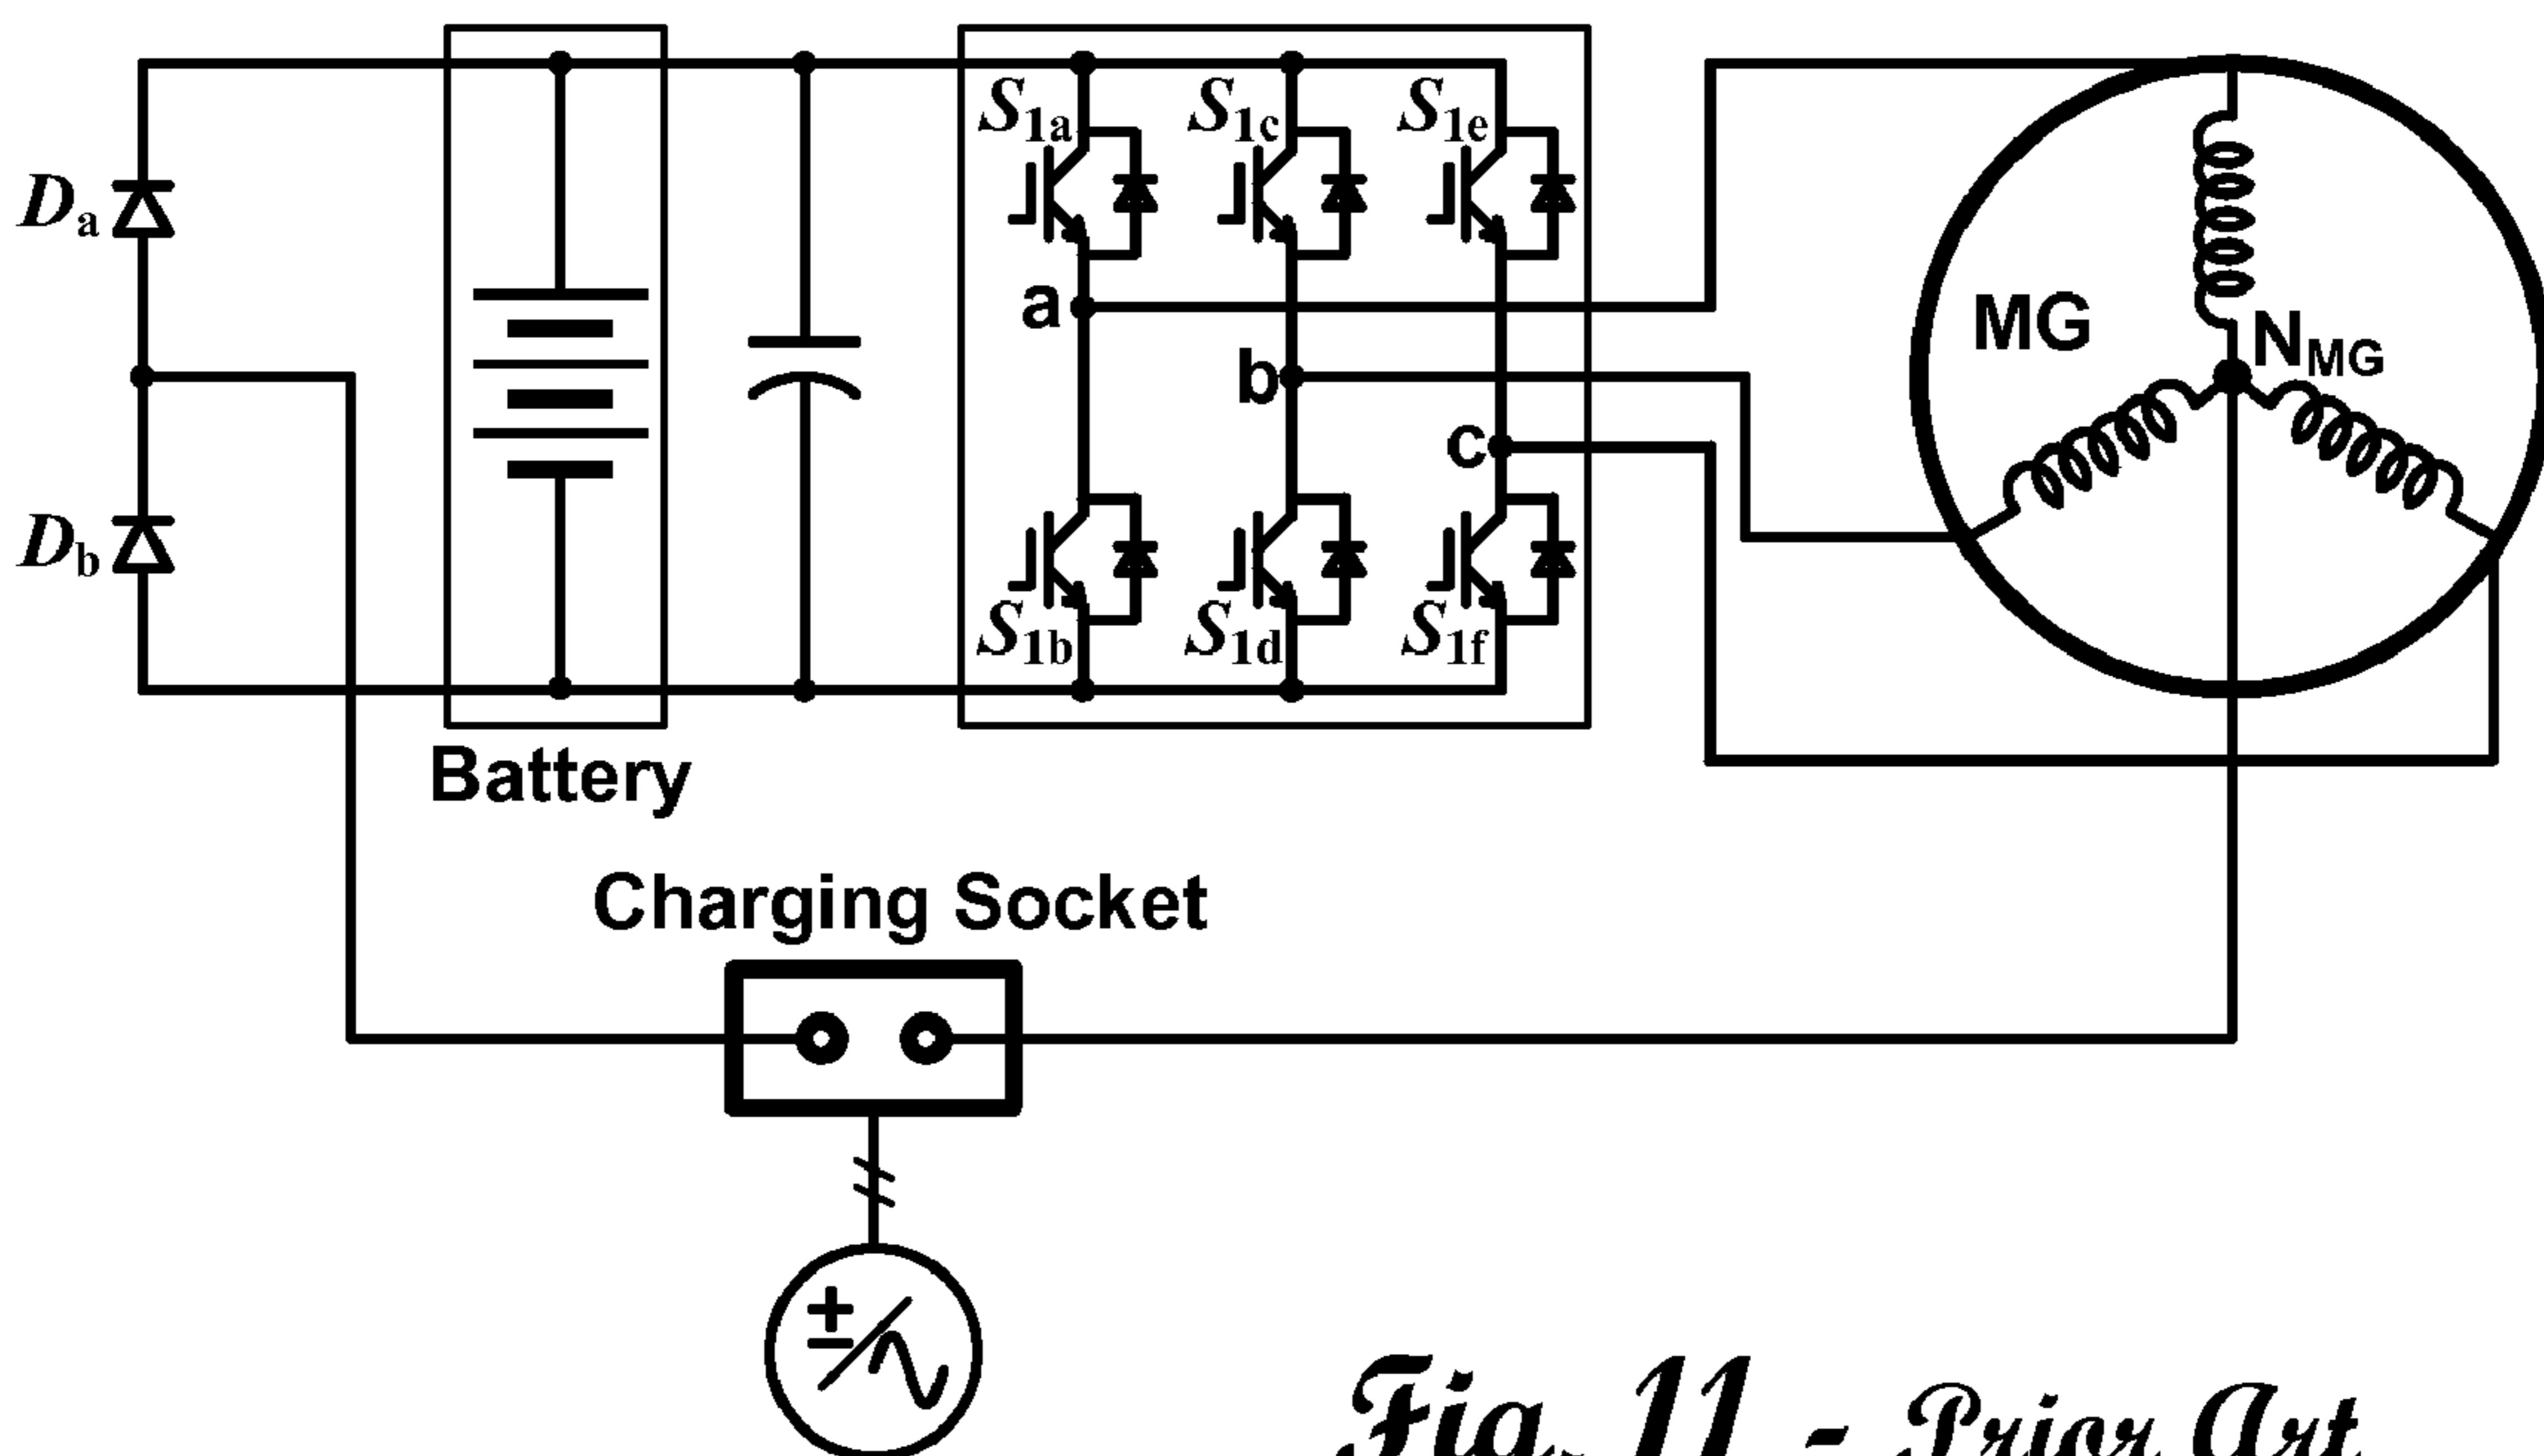 S1a S1c S1e
Da
a
MG
NMG
b
c
Db
S1b S1d S1f
Battery
Charging Socket
Fig. 11 - Prior Art